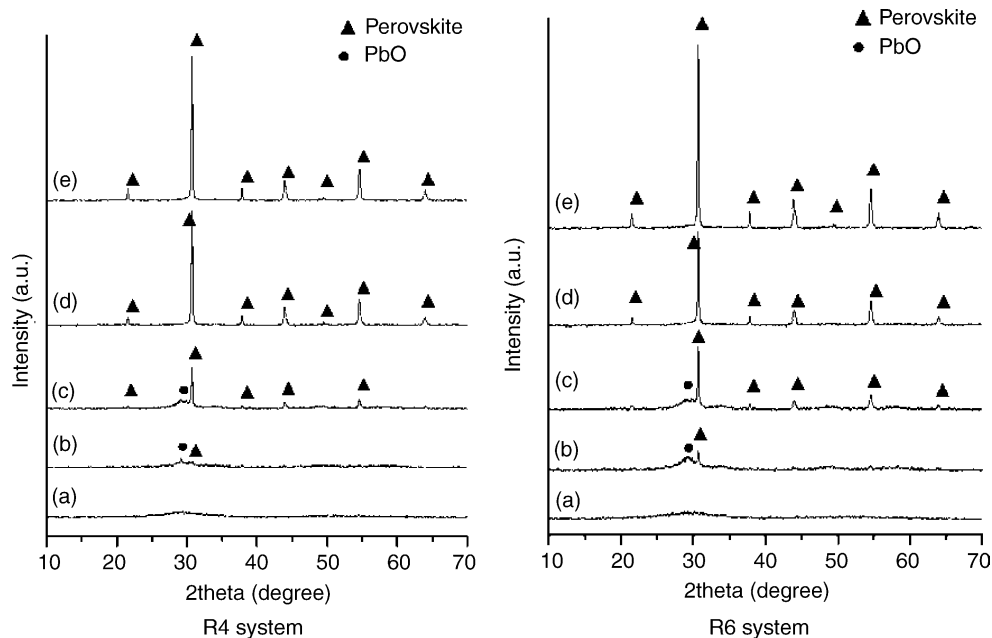 ▲ Perovskite
● PbO
(e)
(d)
(c)
(b)
(a)
Intensity (a.u.)
10 20 30 40 50 60 70
2theta (degree)
R4 system
▲ Perovskite
● PbO
(e)
(d)
(c)
(b)
(a)
Intensity (a.u.)
10 20 30 40 50 60 70
2theta (degree)
R6 system